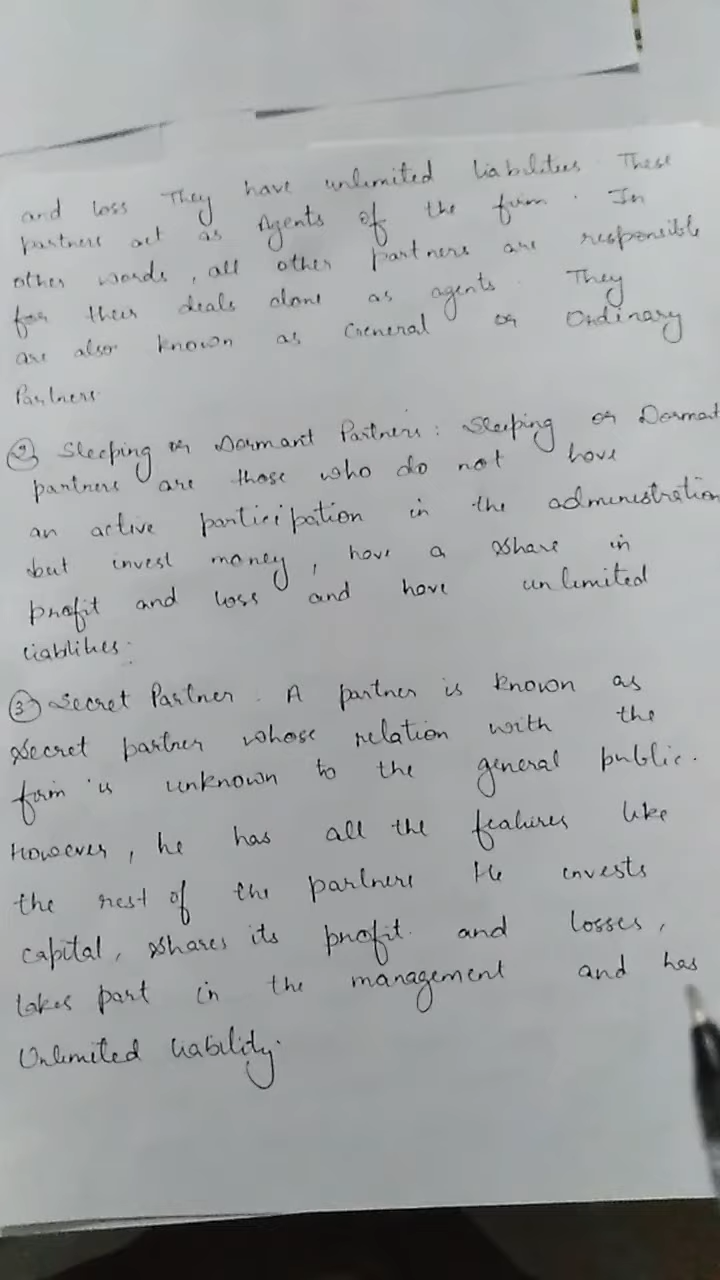 and loss They have unlimited liabilities These
partners act as Agents of the firm. In
other words, all other partners are responsible
for their deals done as agents. They
are also known as General or Ordinary
Partners
② Sleeping or Dormant Partners: Sleeping or Dormant
partners are those who do not have
an active participation in the administration
but invest money, have a share in
profit and loss and have unlimited
liablities.
③ Secret Partner. A partner is known as
secret partner whose relation with the
firm is unknown to the general public.
However, he has all the features like
the rest of the partners He invests
capital, shares its profit. and losses,
takes part in the management and has
Unlimited liability.